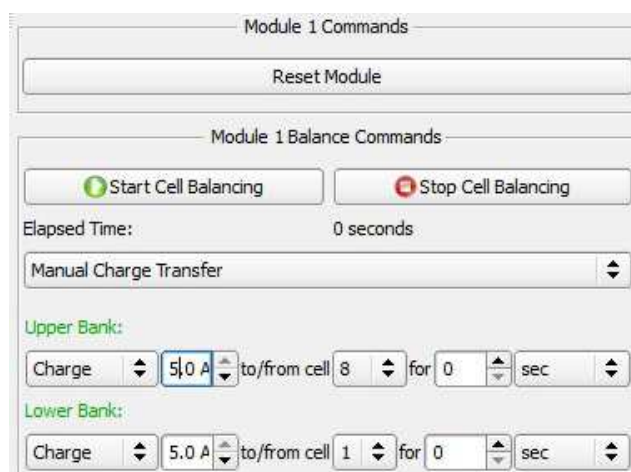 Module 1 Commands
Reset Module
Module 1 Balance Commands
Start Cell Balancing Stop Cell Balancing
Elapsed Time: 0 seconds
Manual Charge Transfer
Upper Bank:
Charge 5.0 A to/from cell 8 for 0 sec
Lower Bank:
Charge 5.0 A to/from cell 1 for 0 sec